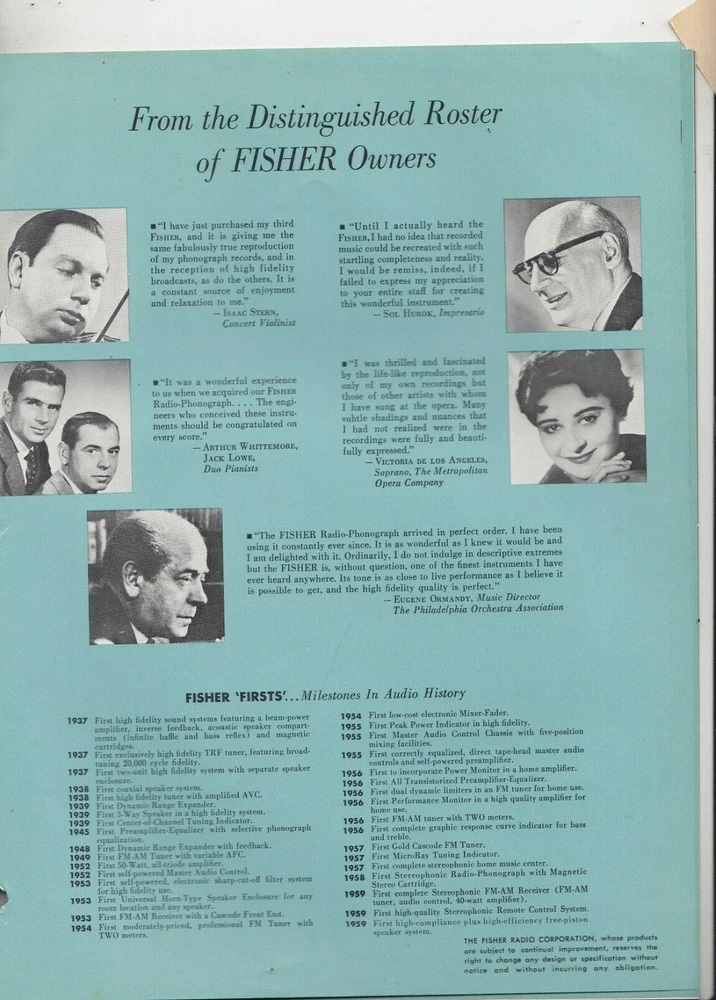 From the Distinguished Roster
of FISHER Owners
■ “I have just purchased my third
FISHER, and it is giving me the
same fabulously true reproduction
of my phonograph records, and in
the reception of high fidelity
broadcasts, as do the others. It is
a constant source of enjoyment
and relaxation to me.”
— ISAAC STERN,
Concert Violinist
■ “Until I actually heard the
FISHER, I had no idea that recorded
music could be recreated with such
startling completeness and reality.
I would be remiss, indeed, if I
failed to express my appreciation
to your entire staff for creating
this wonderful instrument.”
— SOL HUROK, Impresario
■ “It was a wonderful experience
to us when we acquired our FISHER
Radio-Phonograph. . . . The engi-
neers who conceived these instru-
ments should be congratulated on
every score.”
— ARTHUR WHITTEMORE,
JACK LOWE,
Duo Pianists
■ “I was thrilled and fascinated
by the life-like reproduction, not
only of my own recordings but
those of other artists with whom
I have sung at the opera. Many
subtle shadings and nuances that
I had not realized were in the
recordings were fully and beauti-
fully expressed.”
— VICTORIA DE LOS ANGELES,
Soprano, The Metropolitan
Opera Company
■ “The FISHER Radio-Phonograph arrived in perfect order. I have been
using it constantly ever since. It is as wonderful as I knew it would be and
I am delighted with it. Ordinarily, I do not indulge in descriptive extremes
but the FISHER is, without question, one of the finest instruments I have
ever heard anywhere. Its tone is as close to live performance as I believe it
is possible to get, and the high fidelity quality is perfect.”
— EUGENE ORMANDY, Music Director
The Philadelphia Orchestra Association
FISHER ‘FIRSTS’... Milestones In Audio History
1937 First high fidelity sound systems featuring a beam-power
amplifier, inverse feedback, acoustic speaker compart-
ments (infinite baffle and bass reflex) and magnetic
cartridges.
1937 First exclusively high fidelity TRF tuner, featuring broad-
tuning 20,000 cycle fidelity.
1937 First two-unit high fidelity system with separate speaker
enclosure.
1938 First coaxial speaker system.
1938 First high fidelity tuner with amplified AVC.
1939 First Dynamic Range Expander.
1939 First 3-Way Speaker in a high fidelity system.
1939 First Center-of-Channel Tuning Indicator.
1945 First Preamplifier-Equalizer with selective phonograph
equalization.
1948 First Dynamic Range Expander with feedback.
1949 First FM-AM Tuner with variable AFC.
1952 First 50-Watt, all-triode amplifier.
1952 First self-powered Master Audio Control.
1953 First self-powered, electronic sharp-cut-off filter system
for high fidelity use.
1953 First Universal Horn-Type Speaker Enclosure for any
room location and any speaker.
1953 First FM-AM Receiver with a Cascode Front End.
1954 First moderately-priced, professional FM Tuner with
TWO meters.
1954 First low-cost electronic Mixer-Fader.
1955 First Peak Power Indicator in high fidelity.
1955 First Master Audio Control Chassis with five-position
mixing facilities.
1955 First correctly equalized, direct tape-head master audio
controls and self-powered preamplifier.
1956 First to incorporate Power Monitor in a home amplifier.
1956 First All Transistorized Preamplifier-Equalizer.
1956 First dual dynamic limiters in an FM tuner for home use.
1956 First Performance Monitor in a high quality amplifier for
home use.
1956 First FM-AM tuner with TWO meters.
1956 First complete graphic response curve indicator for bass
and treble.
1957 First Gold Cascode FM Tuner.
1957 First MicroRay Tuning Indicator.
1957 First complete stereophonic home music center.
1958 First Stereophonic Radio-Phonograph with Magnetic
Stereo Cartridge.
1959 First complete Stereophonic FM-AM Receiver (FM-AM
tuner, audio control, 40-watt amplifier).
1959 First high-quality Stereophonic Remote Control System.
1959 First high-compliance plus high-efficiency free-piston
speaker system.
THE FISHER RADIO CORPORATION, whose products
are subject to continual improvement, reserves the
right to change any design or specification without
notice and without incurring any obligation.